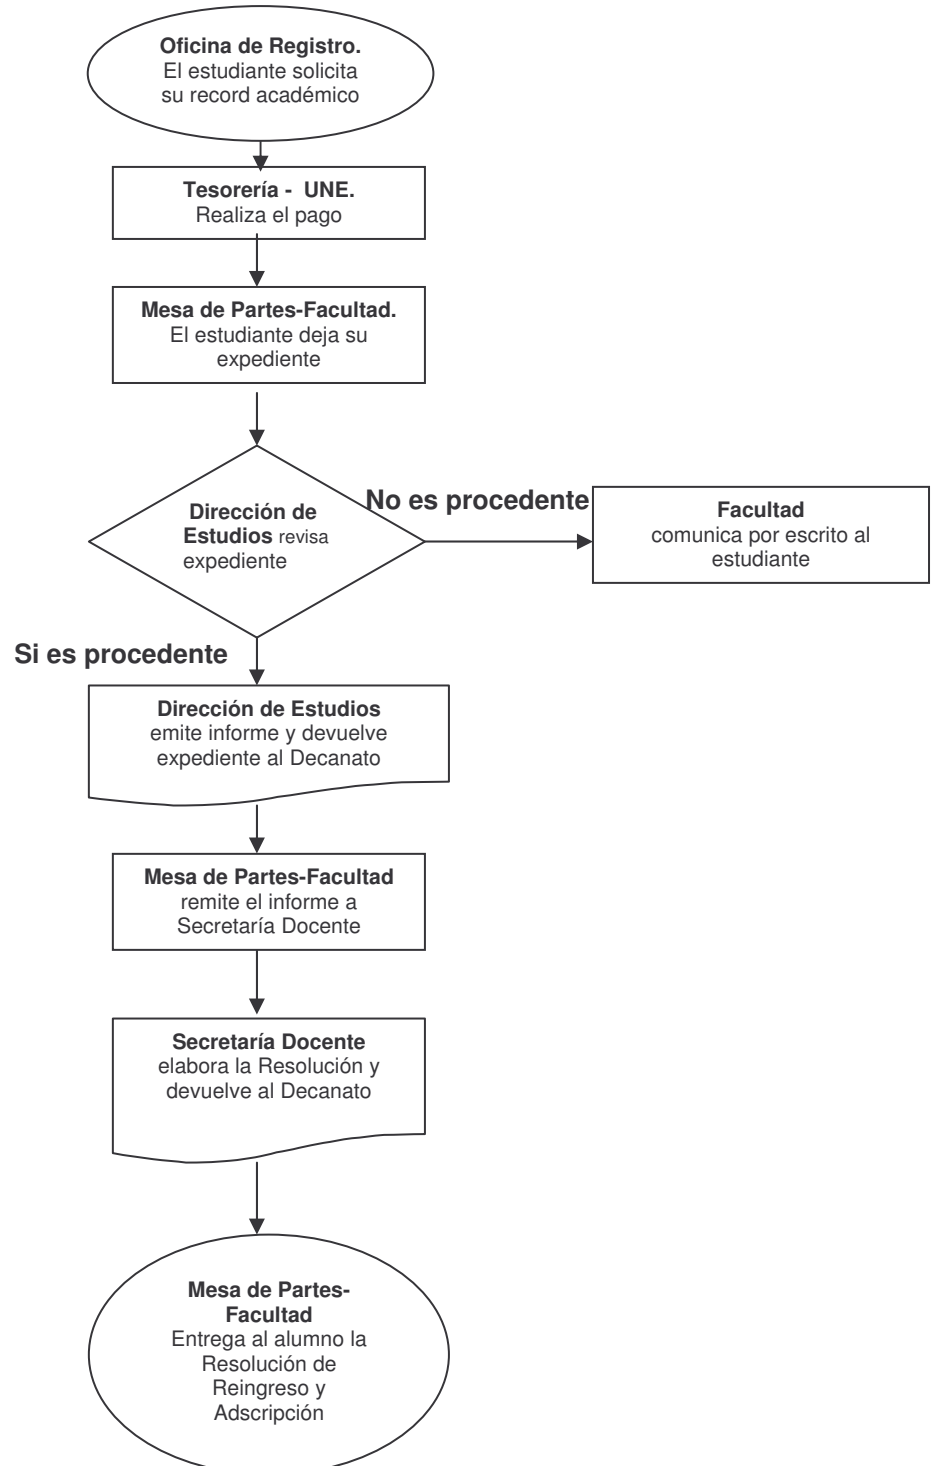 Oficina de Registro.
El estudiante solicita
su record académico
Tesorería - UNE.
Realiza el pago
Mesa de Partes-Facultad.
El estudiante deja su
expediente
Dirección de
Estudios revisa
expediente
No es procedente
Facultad
comunica por escrito al
estudiante
Si es procedente
Dirección de Estudios
emite informe y devuelve
expediente al Decanato
Mesa de Partes-Facultad
remite el informe a
Secretaría Docente
Secretaría Docente
elabora la Resolución y
devuelve al Decanato
Mesa de Partes-
Facultad
Entrega al alumno la
Resolución de
Reingreso y
Adscripción